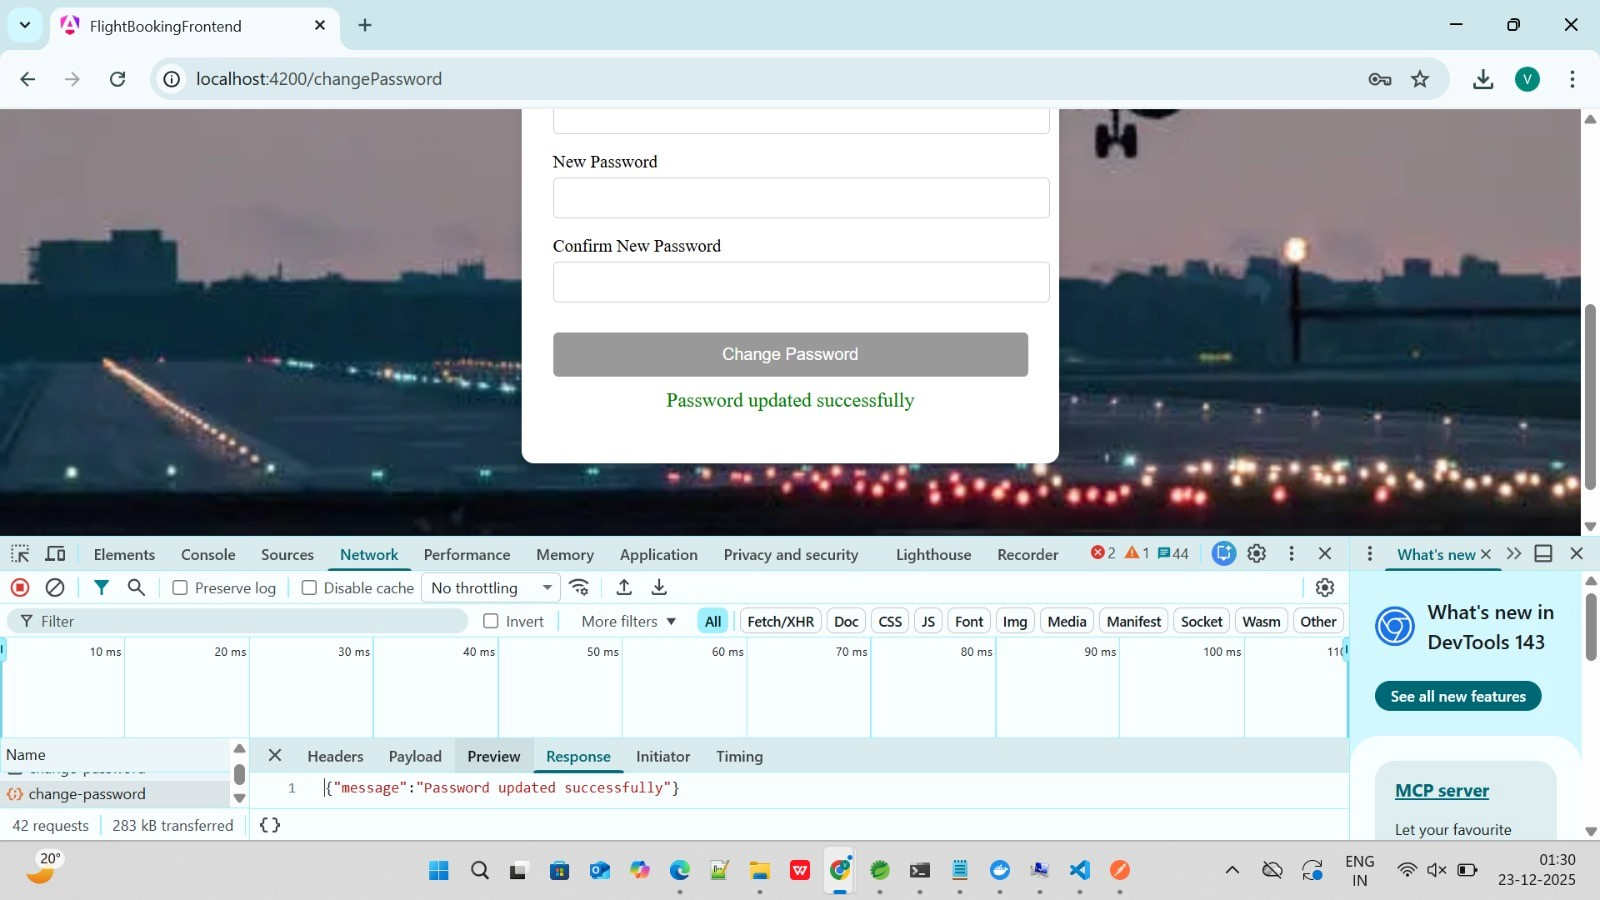 FlightBookingFrontend
localhost:4200/changePassword
V
New Password
Confirm New Password
Change Password
Password updated successfully
Elements Console Sources Network Performance Memory Application Privacy and security Lighthouse Recorder 2 1 44
What's new
Preserve log Disable cache No throttling
Filter Invert More filters All Fetch/XHR Doc CSS JS Font Img Media Manifest Socket Wasm Other
10 ms 20 ms 30 ms 40 ms 50 ms 60 ms 70 ms 80 ms 90 ms 100 ms 110
What's new in
DevTools 143
See all new features
Name
Headers Payload Preview Response Initiator Timing
change-password
change-password
1 {"message":"Password updated successfully"}
42 requests 283 kB transferred { }
MCP server
Let your favourite
20°
ENG
IN
01:30
23-12-2025